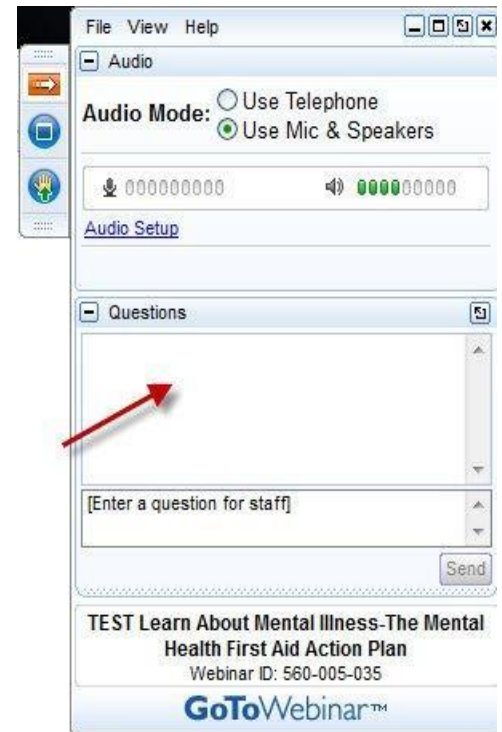 File View Help
Audio
Audio Mode:
Use Telephone
Use Mic & Speakers
Audio Setup
Questions
[Enter a question for staff]
Send
TEST Learn About Mental Illness-The Mental
Health First Aid Action Plan
Webinar ID: 560-005-035
GoToWebinar™